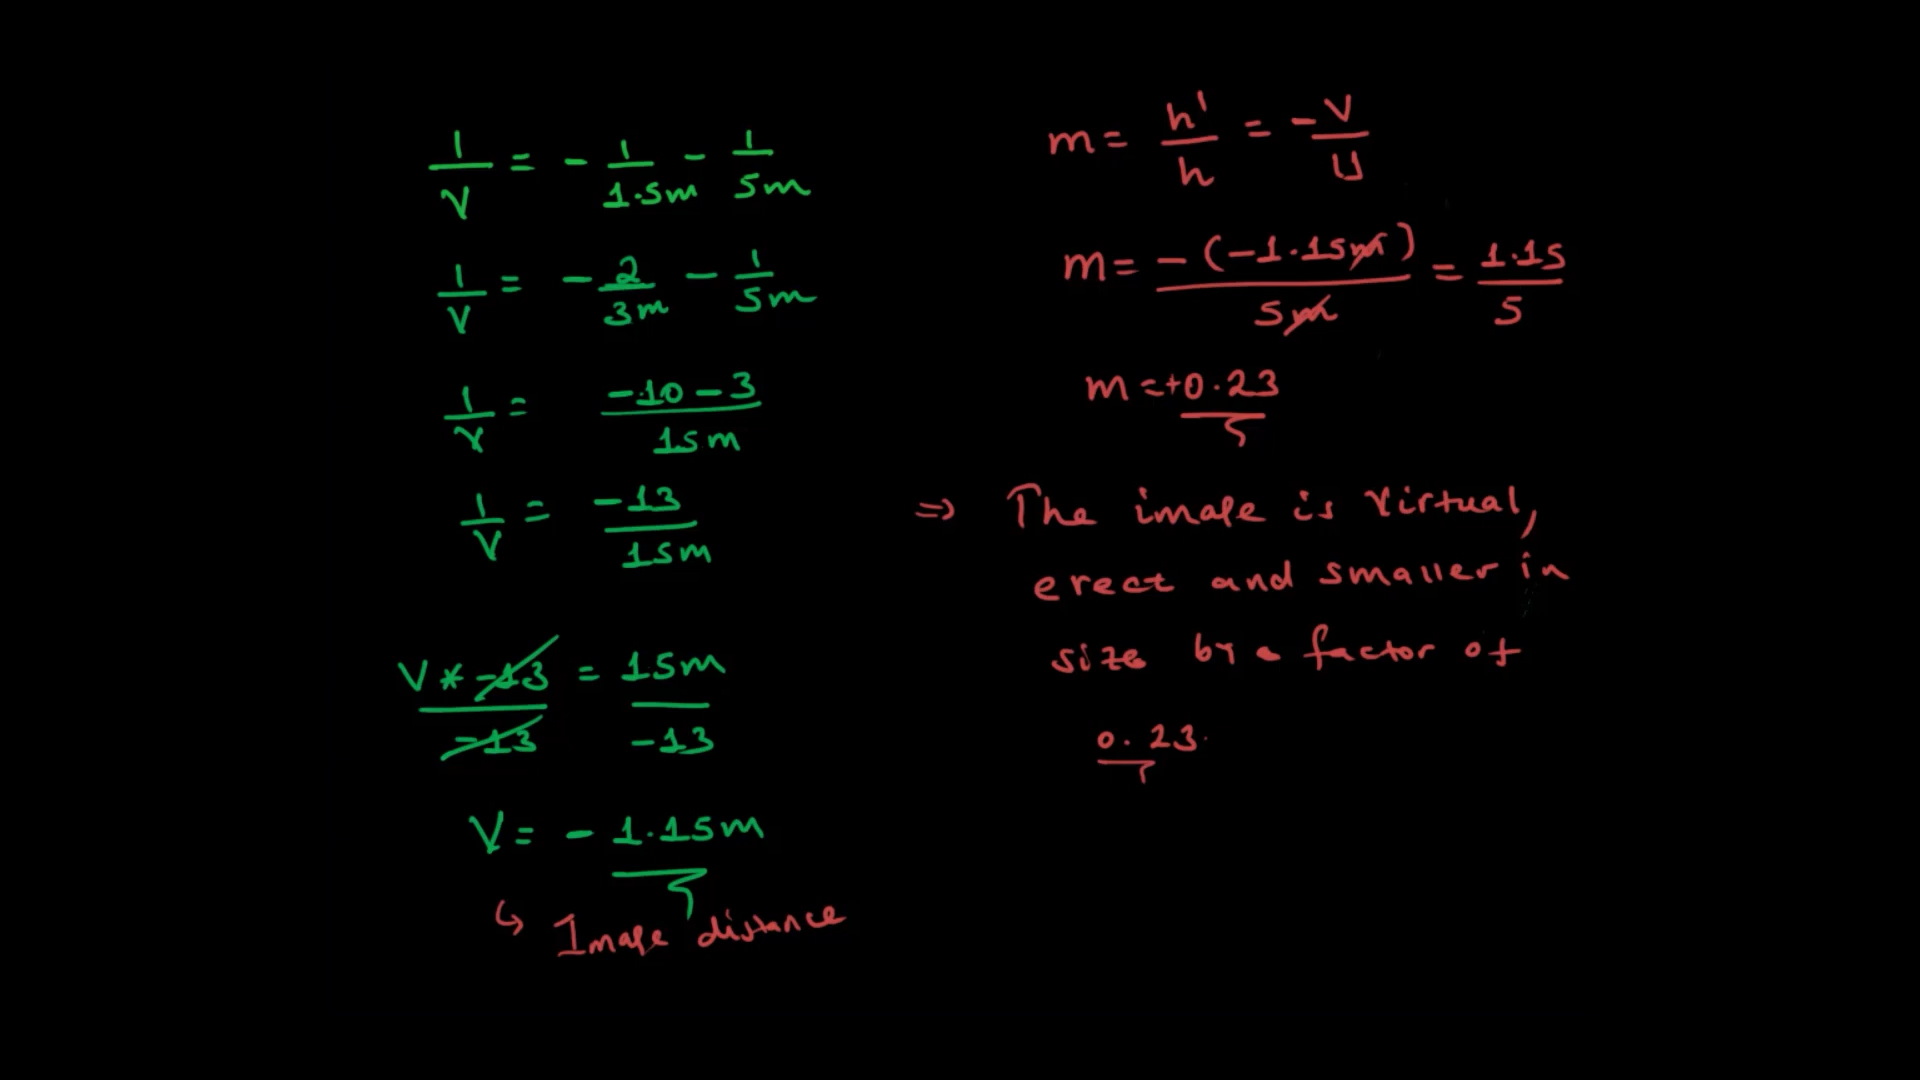 1/V = - 1/1.5m - 1/5m
1/V = - 2/3m - 1/5m
1/V = -10-3/15m
1/V = -13/15m
V * -13/-13 = 15m/-13
V = - 1.15m
↳ Image distance
m = h'/h = -V/U
m = -(-1.15m)/5m = 1.15/5
m = +0.23
⇒ The image is virtual,
erect and smaller in
size by a factor of
0.23.